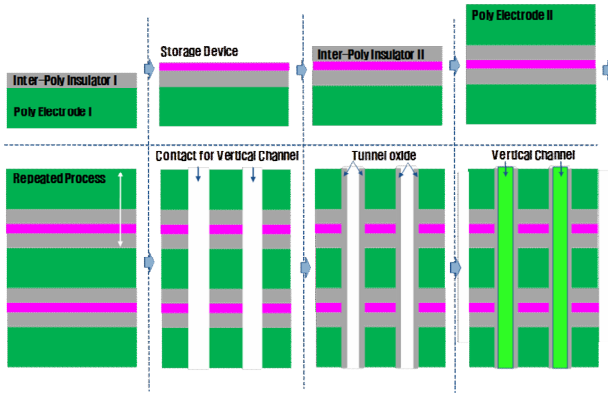 Inter-Poly Insulator I
Poly Electrode I
Storage Device
Inter-Poly Insulator II
Poly Electrode II
Repeated Process
Contact for Vertical Channel
Tunnel oxide
Vertical Channel